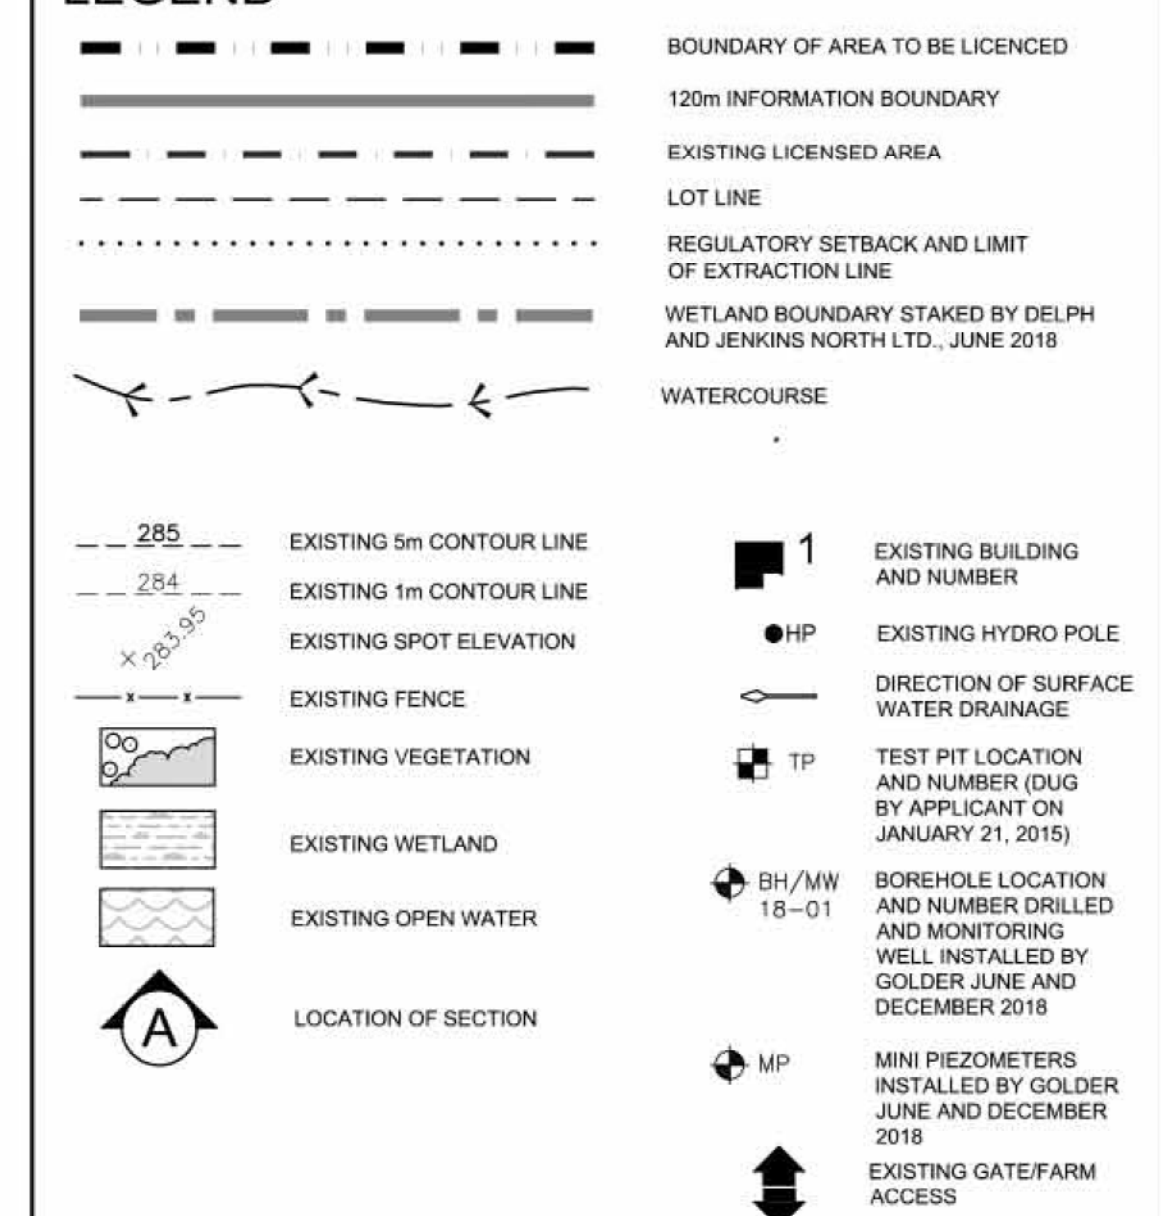 LEGEND
BOUNDARY OF AREA TO BE LICENCED
120m INFORMATION BOUNDARY
EXISTING LICENSED AREA
LOT LINE
REGULATORY SETBACK AND LIMIT
OF EXTRACTION LINE
WETLAND BOUNDARY STAKED BY DELPH
AND JENKINS NORTH LTD., JUNE 2018
WATERCOURSE
285 EXISTING 5m CONTOUR LINE
284 EXISTING 1m CONTOUR LINE
283.95 EXISTING SPOT ELEVATION
x x EXISTING FENCE
EXISTING VEGETATION
EXISTING WETLAND
EXISTING OPEN WATER
A LOCATION OF SECTION
1 EXISTING BUILDING
AND NUMBER
HP EXISTING HYDRO POLE
DIRECTION OF SURFACE
WATER DRAINAGE
TP TEST PIT LOCATION
AND NUMBER (DUG
BY APPLICANT ON
JANUARY 21, 2015)
BH/MW BOREHOLE LOCATION
18-01 AND NUMBER DRILLED
AND MONITORING
WELL INSTALLED BY
GOLDER JUNE AND
DECEMBER 2018
MP MINI PIEZOMETERS
INSTALLED BY GOLDER
JUNE AND DECEMBER
2018
EXISTING GATE/FARM
ACCESS